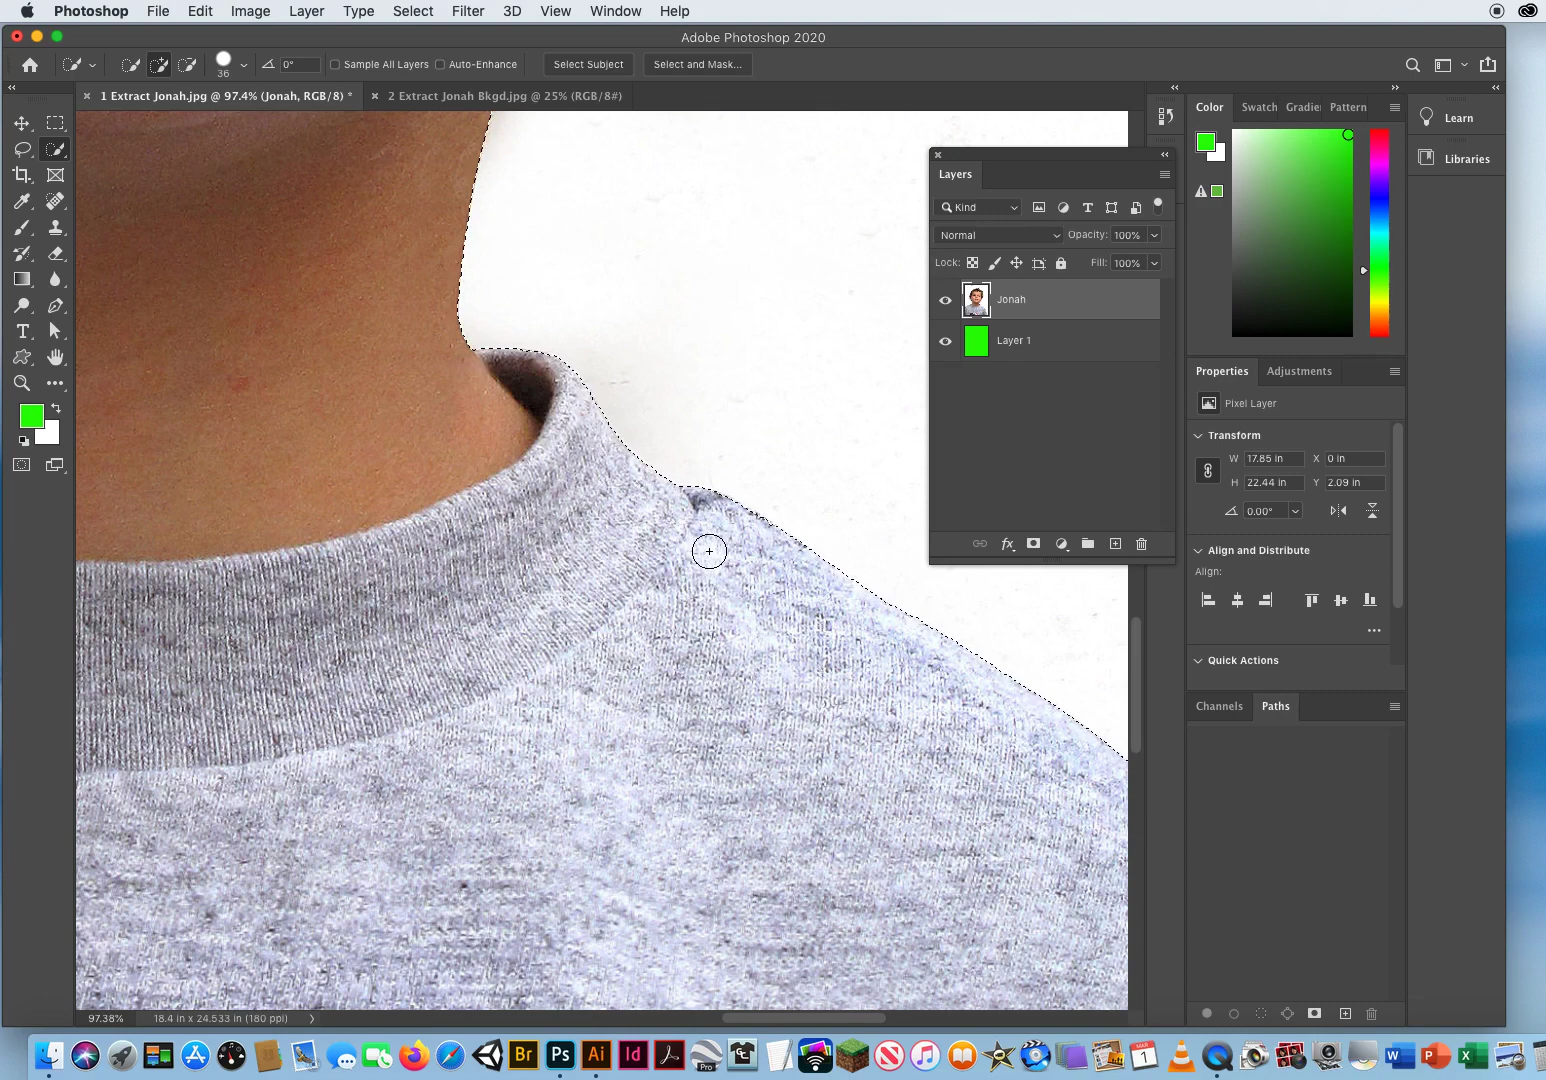 Photoshop File Edit Image Layer Type Select Filter 3D View Window Help
Adobe Photoshop 2020
36 0° Sample All Layers Auto-Enhance Select Subject Select and Mask...
1 Extract Jonah.jpg @ 97.4% (Jonah, RGB/8) * 2 Extract Jonah Bkgd.jpg @ 25% (RGB/8#)
Layers
Kind
Normal Opacity: 100%
Lock: Fill: 100%
Jonah
Layer 1
fx
Color Swatch Gradie Pattern
Learn
Libraries
Properties Adjustments
Pixel Layer
Transform
W 17.85 in X 0 in
H 22.44 in Y 2.09 in
0.00°
Align and Distribute
Align:
Quick Actions
Channels Paths
97.38% 18.4 in x 24.533 in (180 ppi)
Br Ps Ai Id Pro MAR 1 W P X